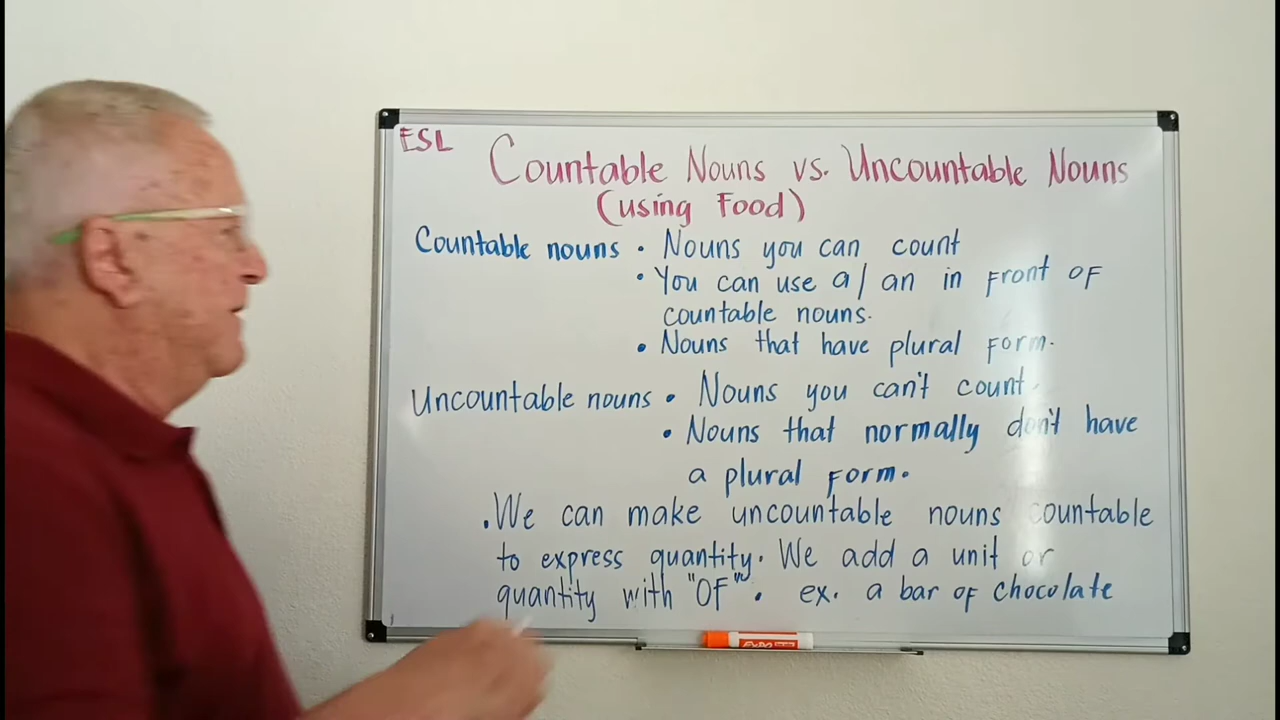 ESL
Countable Nouns vs. Uncountable Nouns
(using Food)
Countable nouns • Nouns you can count
• You can use a/an in front of
countable nouns.
• Nouns that have plural form.
Uncountable nouns • Nouns you can't count.
• Nouns that normally don't have
a plural form.
• We can make uncountable nouns countable
to express quantity. We add a unit or
quantity with "OF". ex. a bar of chocolate
EXPO